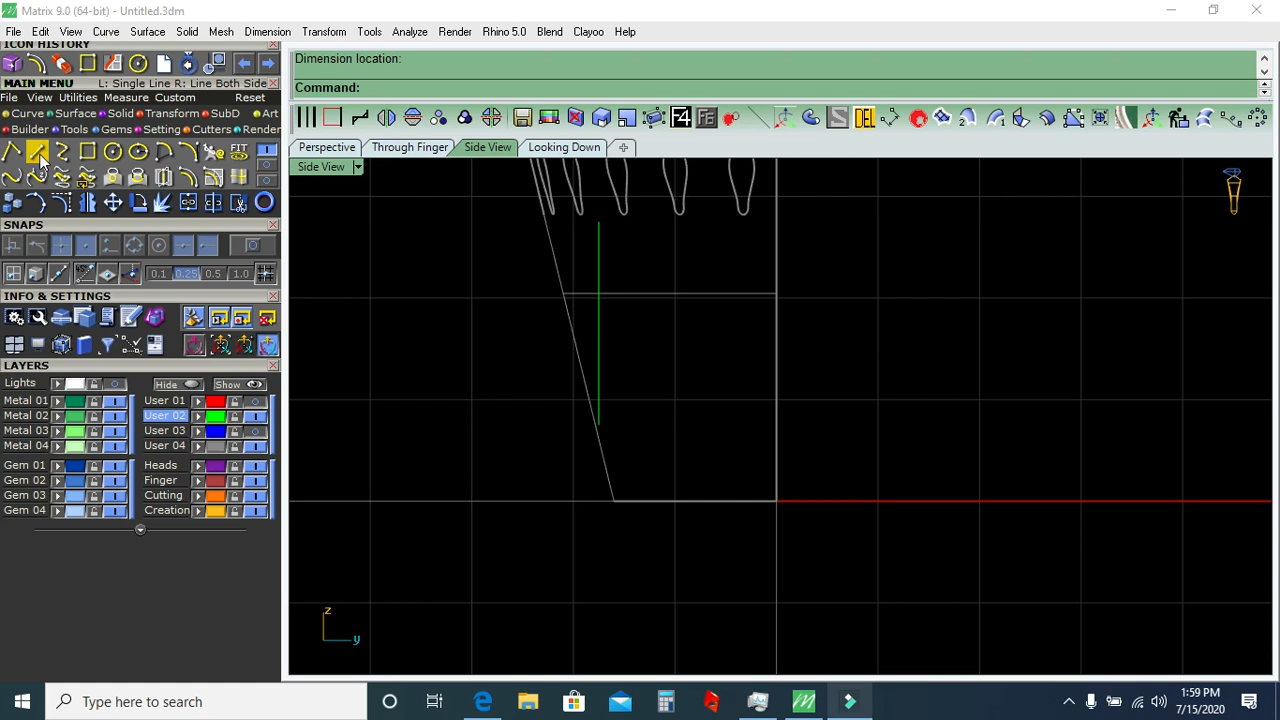 Matrix 9.0 (64-bit) - Untitled.3dm
File Edit View Curve Surface Solid Mesh Dimension Transform Tools Analyze Render Rhino 5.0 Blend Clayoo Help
ICON HISTORY
MAIN MENU L: Single Line R: Line Both Side
File View Utilities Measure Custom Reset
Curve Surface Solid Transform SubD Art
Builder Tools Gems Setting Cutters Render
FIT
SNAPS
0.1 0.25 0.5 1.0
INFO & SETTINGS
LAYERS
Lights Hide Show
Metal 01 User 01
Metal 02 User 02
Metal 03 User 03
Metal 04 User 04
Gem 01 Heads
Gem 02 Finger
Gem 03 Cutting
Gem 04 Creation
Dimension location:
Command:
F4 F6 DEL
Perspective Through Finger Side View Looking Down
Side View
z
y
Type here to search
1:59 PM
7/15/2020